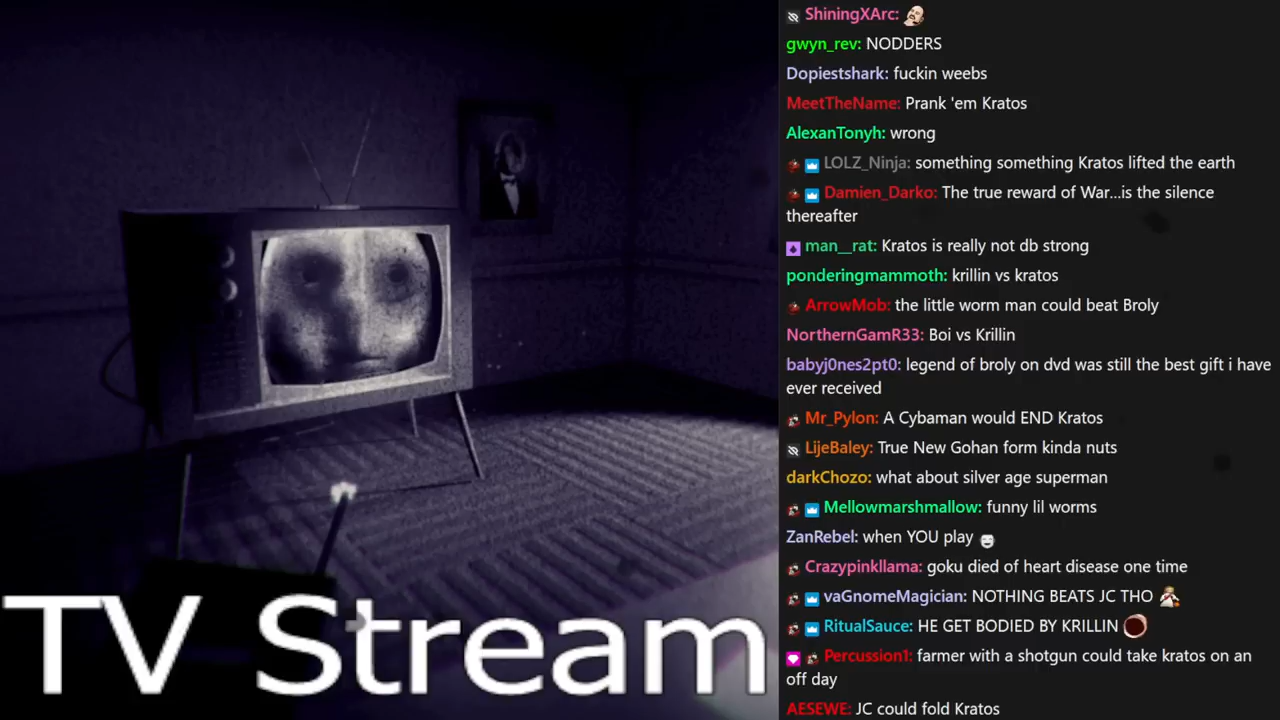 ShiningXArc:
gwyn_rev: NODDERS
Dopiestshark: fuckin weebs
MeetTheName: Prank 'em Kratos
AlexanTonyh: wrong
LOLZ_Ninja: something something Kratos lifted the earth
Damien_Darko: The true reward of War...is the silence
thereafter
man__rat: Kratos is really not db strong
ponderingmammoth: krillin vs kratos
ArrowMob: the little worm man could beat Broly
NorthernGamR33: Boi vs Krillin
babyj0nes2pt0: legend of broly on dvd was still the best gift i have
ever received
Mr_Pylon: A Cybaman would END Kratos
LijeBaley: True New Gohan form kinda nuts
darkChozo: what about silver age superman
Mellowmarshmallow: funny lil worms
ZanRebel: when YOU play
Crazypinkllama: goku died of heart disease one time
vaGnomeMagician: NOTHING BEATS JC THO
RitualSauce: HE GET BODIED BY KRILLIN
Percussion1: farmer with a shotgun could take kratos on an
off day
AESEWE: JC could fold Kratos
TV Stream